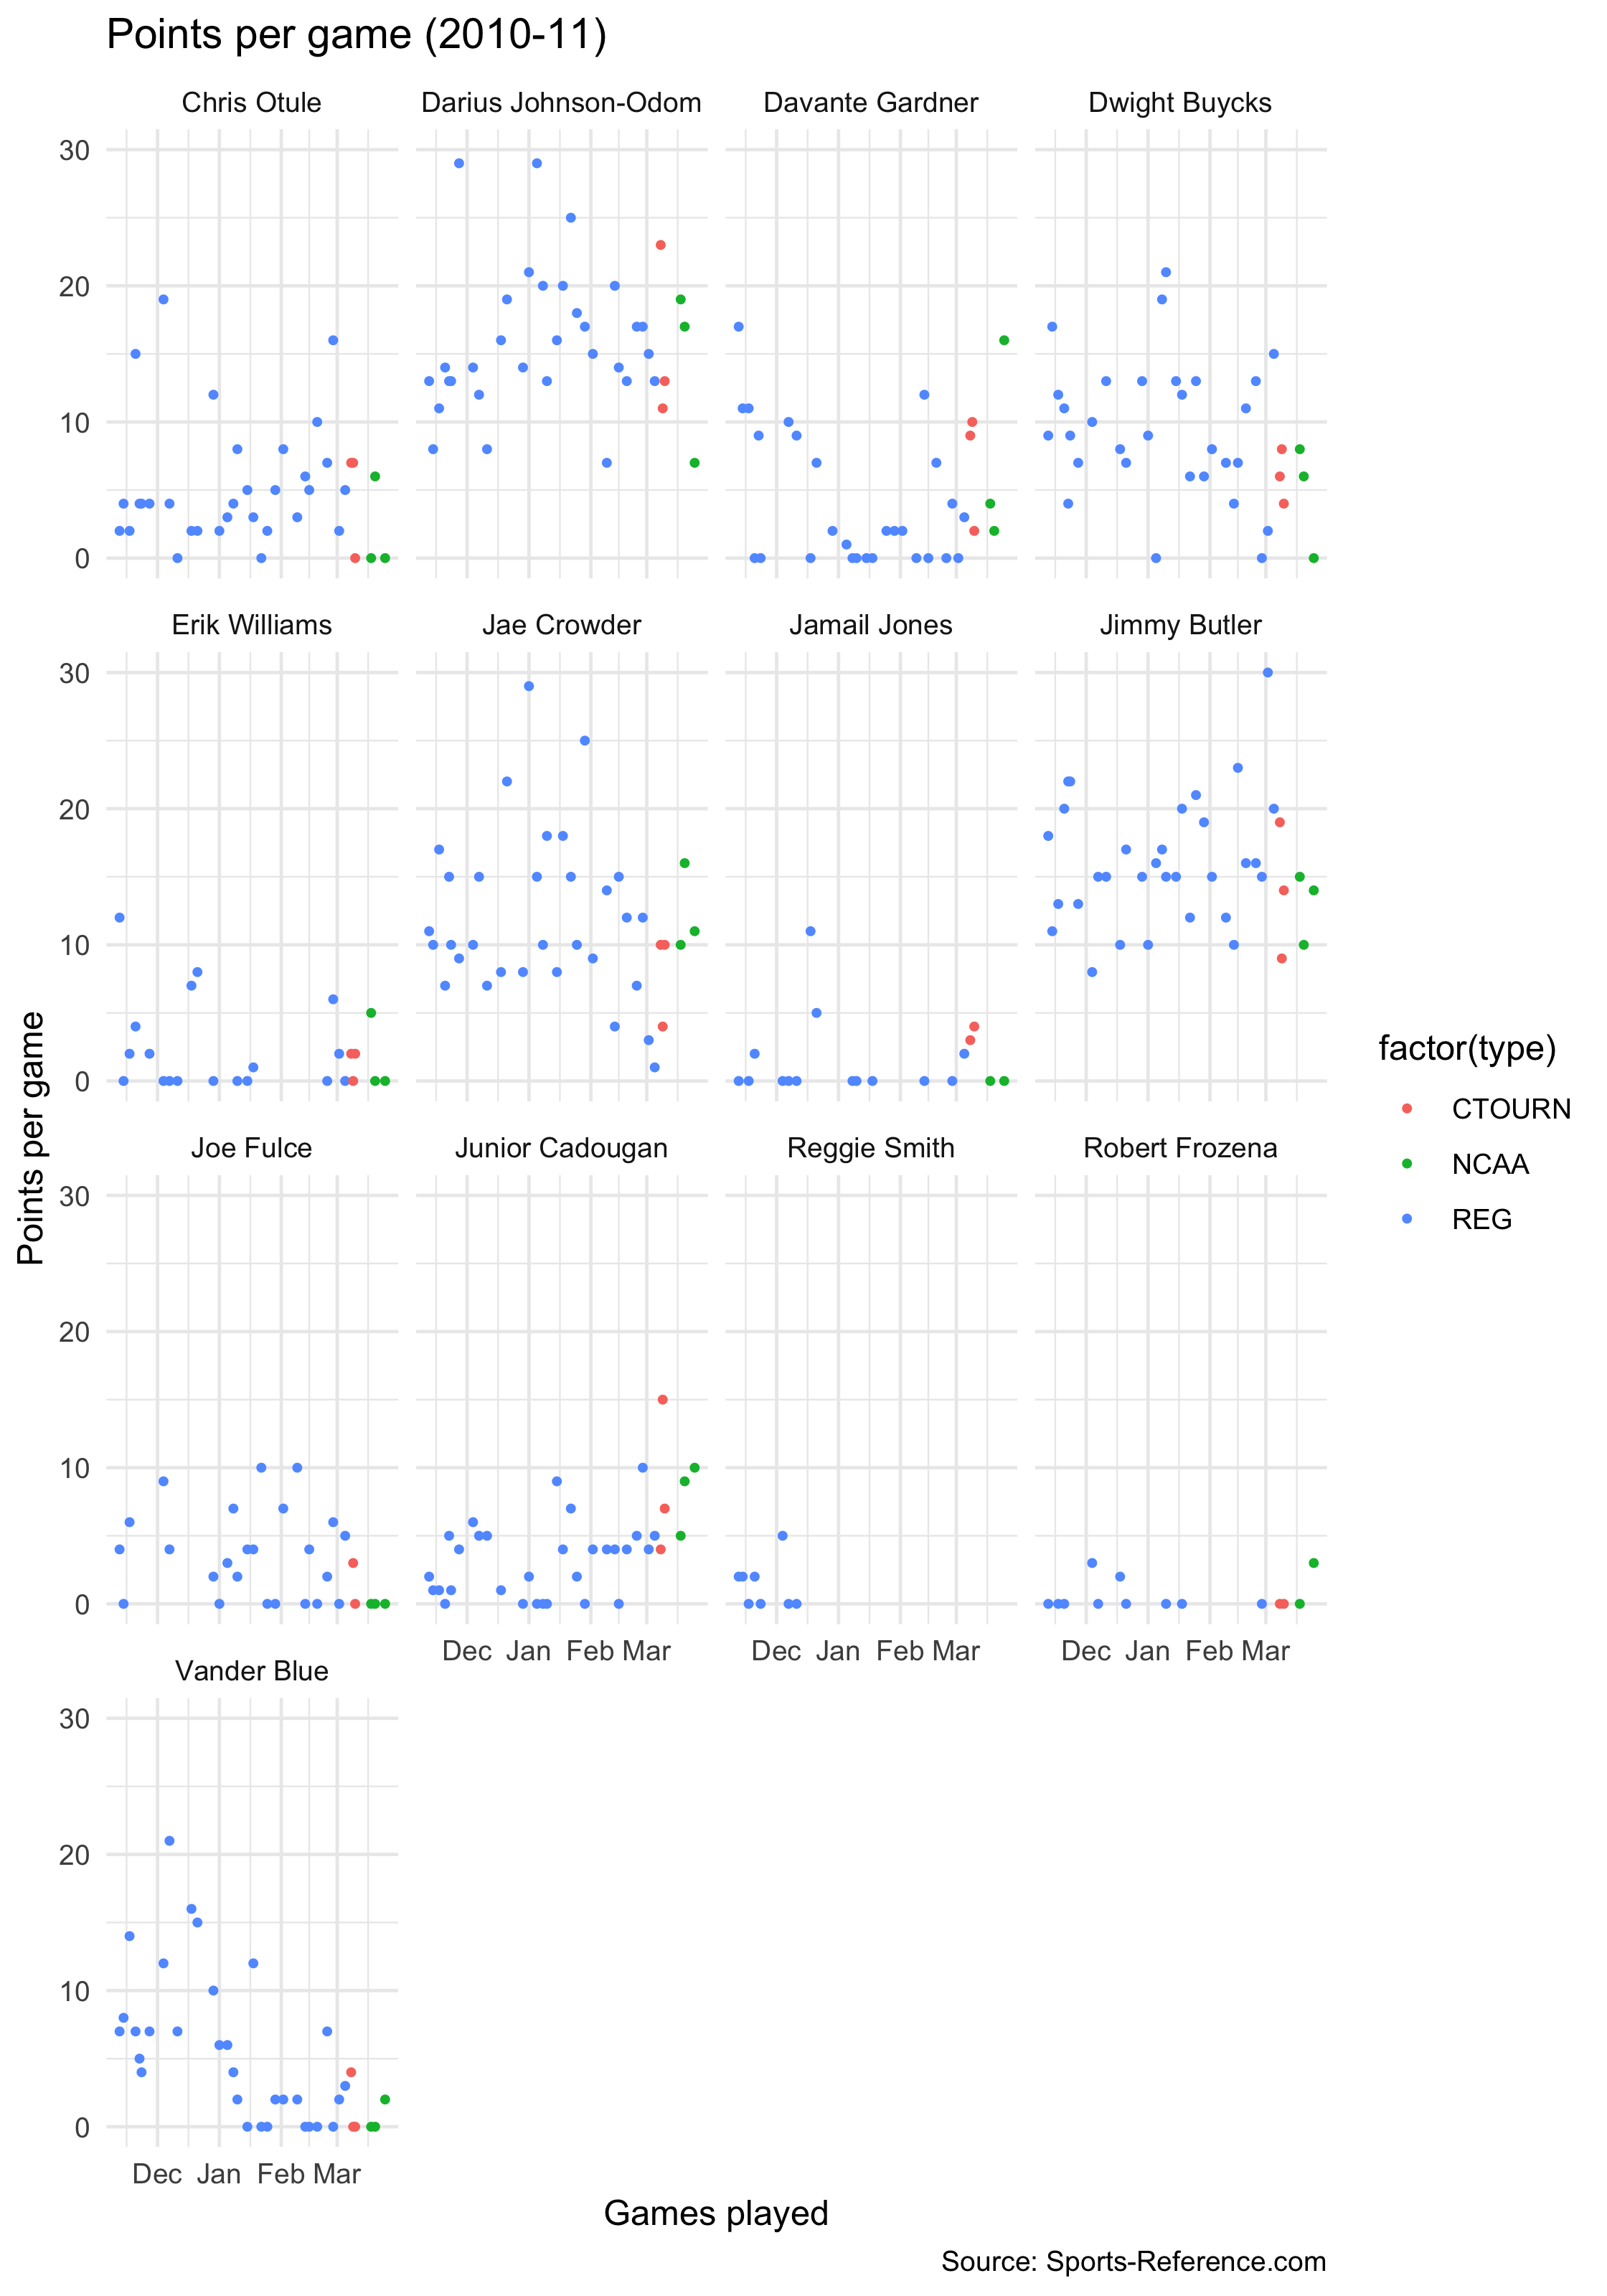 Points per game (2010-11)
Chris Otule
Darius Johnson-Odom
Davante Gardner
Dwight Buycks
30
20
10
0
Erik Williams
Jae Crowder
Jamail Jones
Jimmy Butler
30
20
10
0
Points per game
factor(type)
CTOURN
NCAA
REG
Joe Fulce
Junior Cadougan
Reggie Smith
Robert Frozena
30
20
10
0
Dec Jan Feb Mar
Dec Jan Feb Mar
Dec Jan Feb Mar
Vander Blue
30
20
10
0
Dec Jan Feb Mar
Games played
Source: Sports-Reference.com